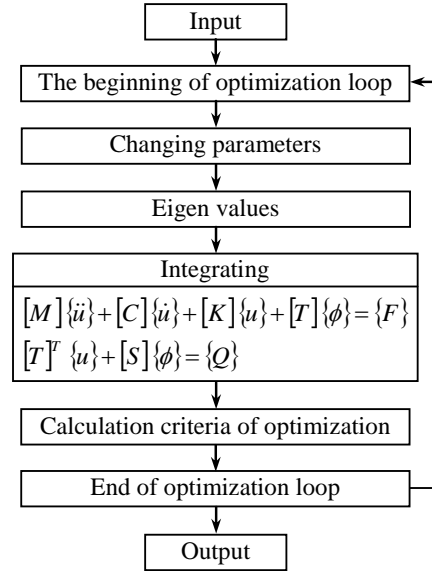 Input
The beginning of optimization loop
Changing parameters
Eigen values
Integrating
[M]{ü}+[C]{u̇}+[K]{u}+[T]{ϕ}={F}
[T]ᵀ {u}+[S]{ϕ}={Q}
Calculation criteria of optimization
End of optimization loop
Output